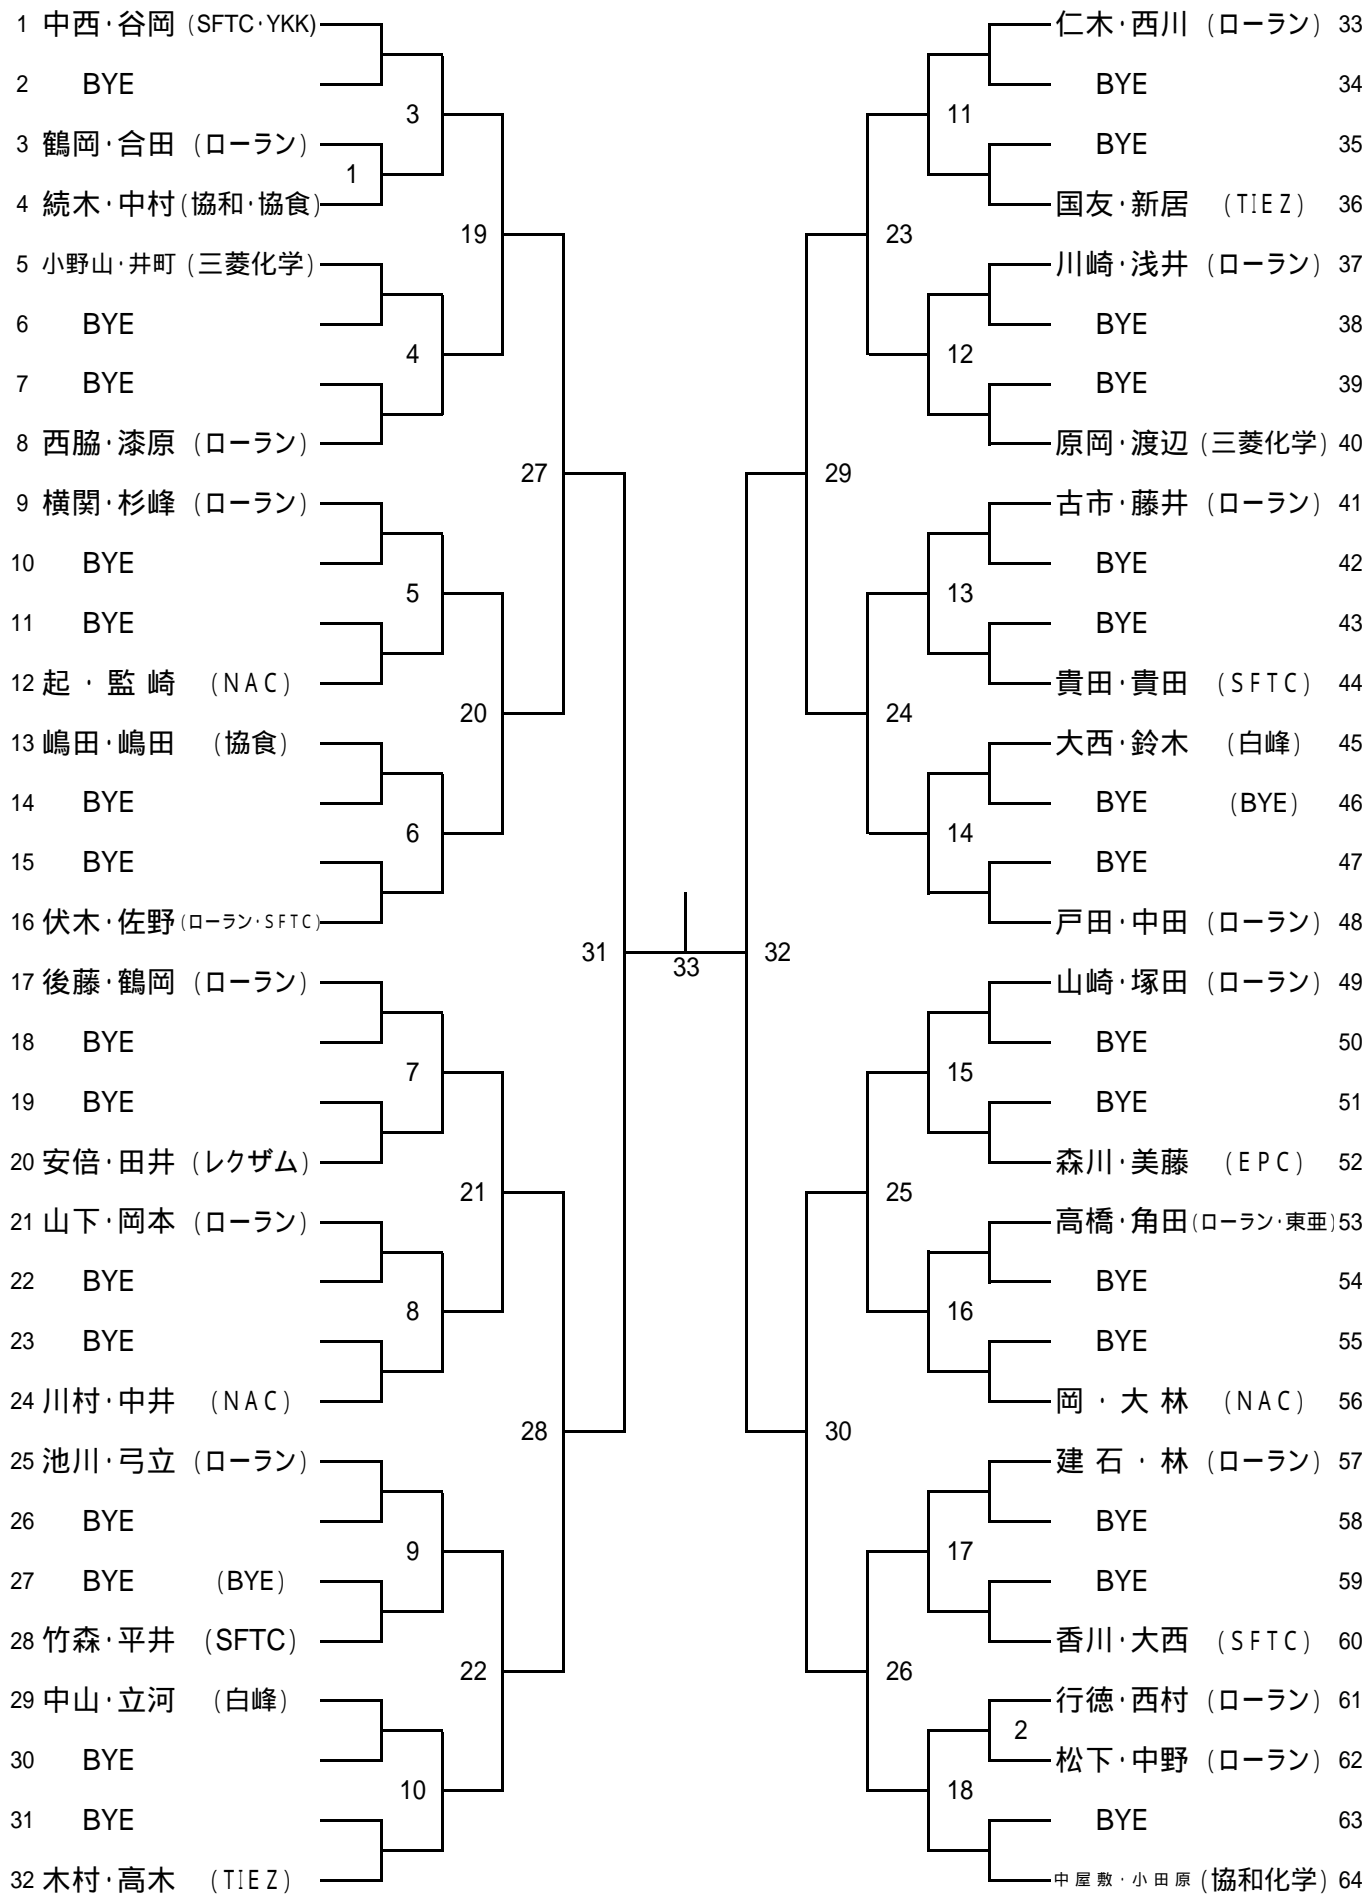 1 中西・谷岡 (SFTC・YKK)
2 BYE
3 鶴岡・合田 (ローラン)
4 続木・中村 (協和・協食)
5 小野山・井町 (三菱化学)
6 BYE
7 BYE
8 西脇・漆原 (ローラン)
9 横関・杉峰 (ローラン)
10 BYE
11 BYE
12 起・監崎 (NAC)
13 嶋田・嶋田 (協食)
14 BYE
15 BYE
16 伏木・佐野 (ローラン・SFTC)
17 後藤・鶴岡 (ローラン)
18 BYE
19 BYE
20 安倍・田井 (レクザム)
21 山下・岡本 (ローラン)
22 BYE
23 BYE
24 川村・中井 (NAC)
25 池川・弓立 (ローラン)
26 BYE
27 BYE (BYE)
28 竹森・平井 (SFTC)
29 中山・立河 (白峰)
30 BYE
31 BYE
32 木村・高木 (TIEZ)
1
3
4
5
6
7
8
9
10
19
20
21
22
27
28
31
33
32
29
30
23
24
25
26
11
12
13
14
15
16
17
18
2
仁木・西川 (ローラン) 33
BYE 34
BYE 35
国友・新居 (TIEZ) 36
川崎・浅井 (ローラン) 37
BYE 38
BYE 39
原岡・渡辺 (三菱化学) 40
古市・藤井 (ローラン) 41
BYE 42
BYE 43
貴田・貴田 (SFTC) 44
大西・鈴木 (白峰) 45
BYE (BYE) 46
BYE 47
戸田・中田 (ローラン) 48
山崎・塚田 (ローラン) 49
BYE 50
BYE 51
森川・美藤 (EPC) 52
高橋・角田 (ローラン・東亜) 53
BYE 54
BYE 55
岡・大林 (NAC) 56
建石・林 (ローラン) 57
BYE 58
BYE 59
香川・大西 (SFTC) 60
行徳・西村 (ローラン) 61
松下・中野 (ローラン) 62
BYE 63
中屋敷・小田原 (協和化学) 64